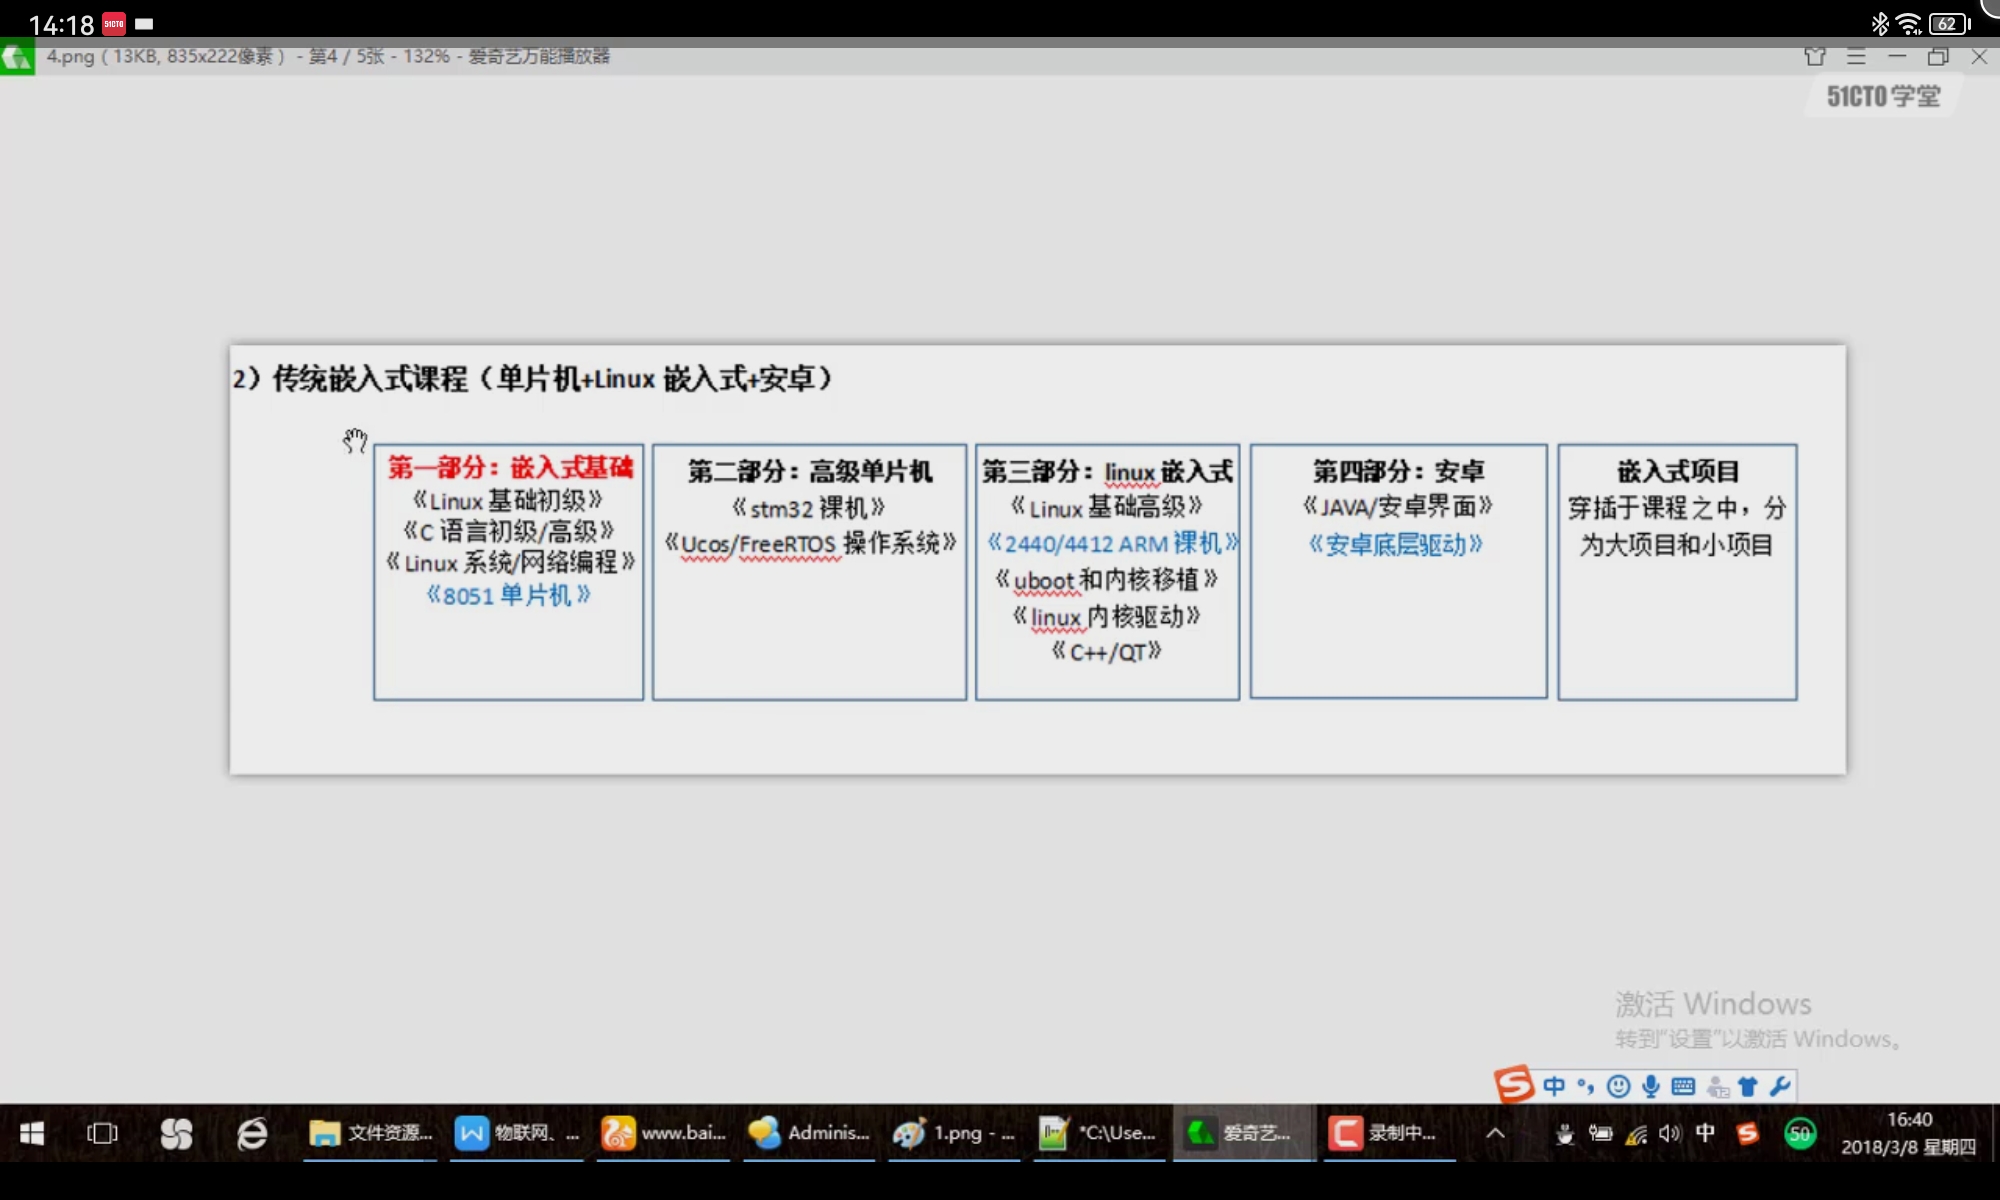 14:18
51CTO
62
4.png ( 13KB, 835x222像素 ) - 第4 / 5张 - 132% - 爱奇艺万能播放器
51CTO学堂
2）传统嵌入式课程（单片机+Linux 嵌入式+安卓）
第一部分：嵌入式基础
《Linux 基础初级》
《C 语言初级/高级》
《Linux 系统/网络编程》
《8051 单片机》
第二部分：高级单片机
《stm32 裸机》
《Ucos/FreeRTOS 操作系统》
第三部分：linux 嵌入式
《Linux 基础高级》
《2440/4412 ARM 裸机》
《uboot 和内核移植》
《linux 内核驱动》
《C++/QT》
第四部分：安卓
《JAVA/安卓界面》
《安卓底层驱动》
嵌入式项目
穿插于课程之中，分
为大项目和小项目
激活 Windows
转到"设置"以激活 Windows。
中
文件资源...
物联网、...
www.bai...
Adminis...
1.png - ...
*C:\Use...
爱奇艺...
录制中...
中
50
16:40
2018/3/8 星期四